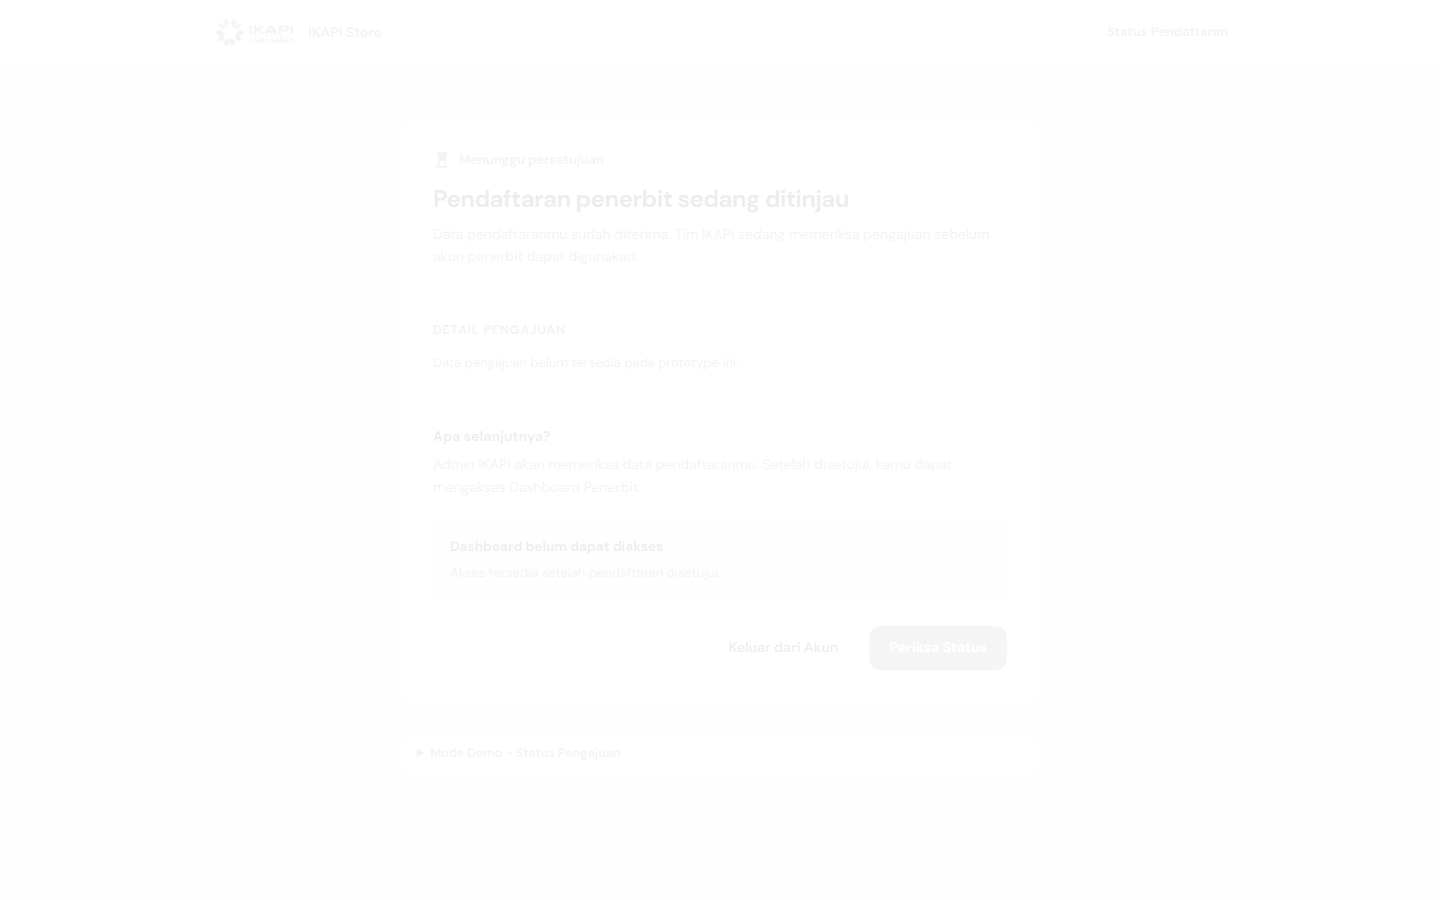 IKAPI
IKAPI Store
Status Pendaftaran
Menunggu persetujuan
Pendaftaran penerbit sedang ditinjau
Data pendaftaranmu sudah diterima. Tim IKAPI sedang memeriksa pengajuan sebelum
akun penerbit dapat digunakan.
DETAIL PENGAJUAN
Data pengajuan belum tersedia pada prototype ini.
Apa selanjutnya?
Admin IKAPI akan memeriksa data pendaftaranmu. Setelah disetujui, kamu dapat
mengakses Dashboard Penerbit.
Dashboard belum dapat diakses
Akses tersedia setelah pendaftaran disetujui.
Keluar dari Akun
Periksa Status
Mode Demo - Status Pengajuan